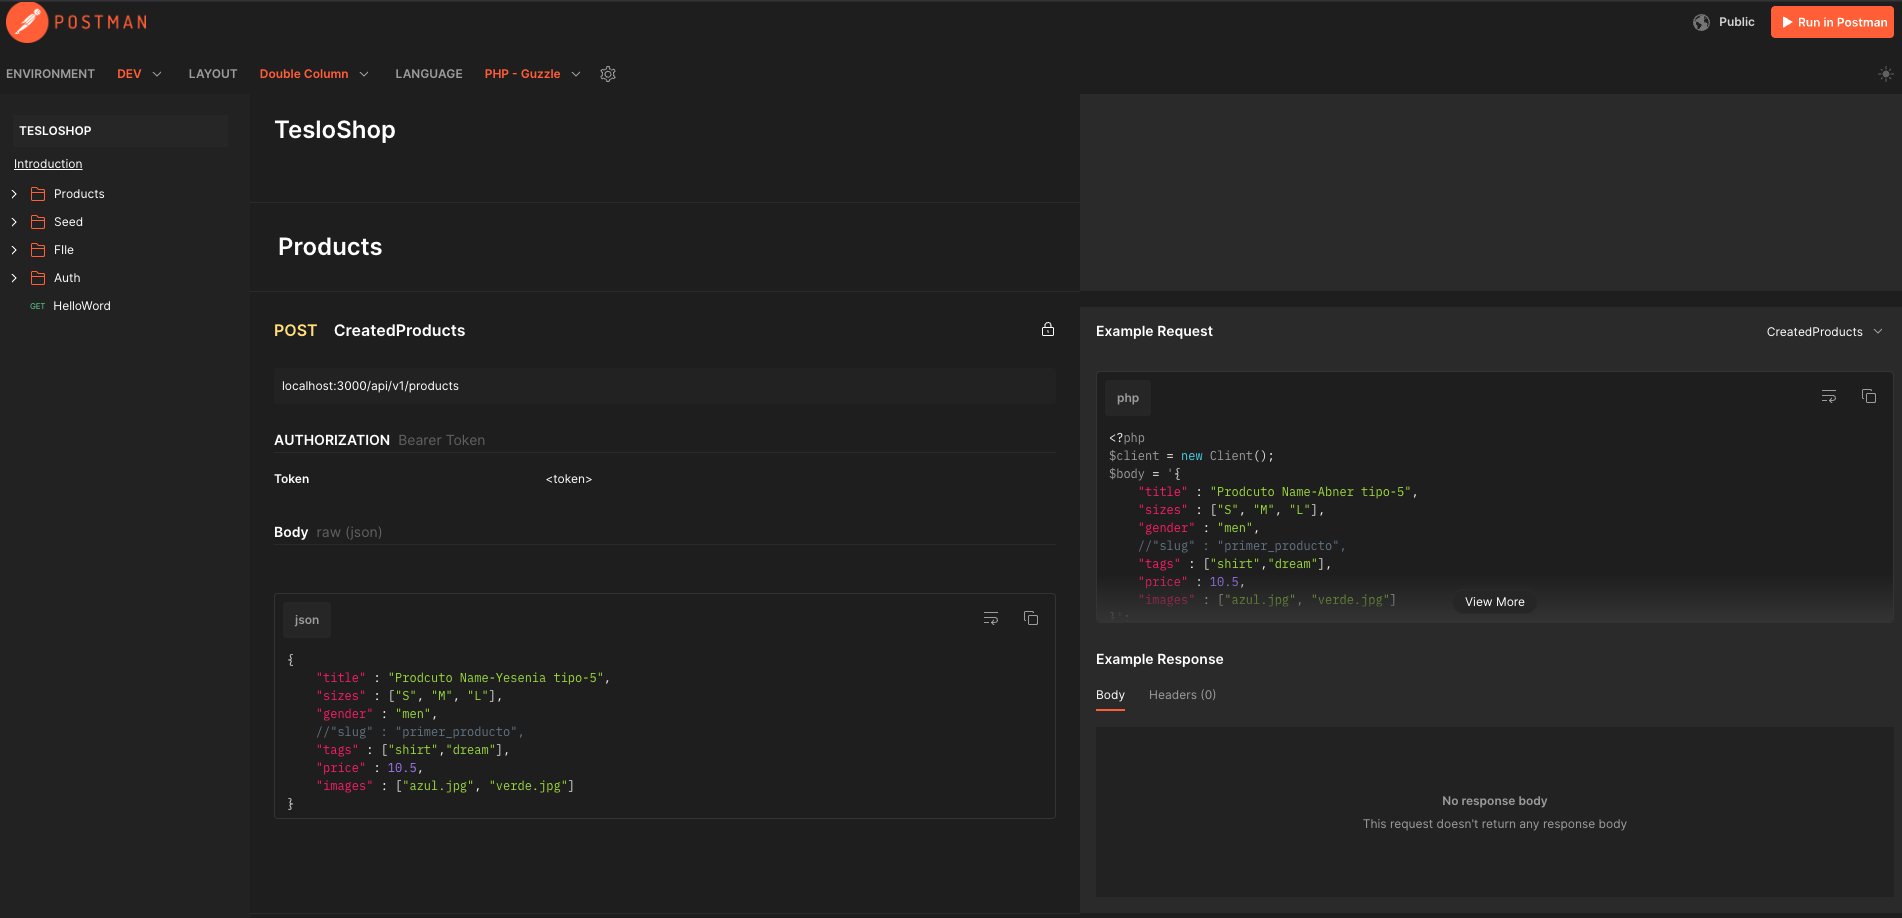 POSTMAN
Public
Run in Postman
ENVIRONMENT DEV LAYOUT Double Column LANGUAGE PHP - Guzzle
TESLOSHOP
Introduction
Products
Seed
FIle
Auth
GET HelloWord
TesloShop
Products
POST CreatedProducts
localhost:3000/api/v1/products
AUTHORIZATION Bearer Token
Token <token>
Body raw (json)
json
{
"title" : "Prodcuto Name-Yesenia tipo-5",
"sizes" : ["S", "M", "L"],
"gender" : "men",
//"slug" : "primer_producto",
"tags" : ["shirt","dream"],
"price" : 10.5,
"images" : ["azul.jpg", "verde.jpg"]
}
Example Request
CreatedProducts
php
<?php
$client = new Client();
$body = '{
"title" : "Prodcuto Name-Abner tipo-5",
"sizes" : ["S", "M", "L"],
"gender" : "men",
//"slug" : "primer_producto",
"tags" : ["shirt","dream"],
"price" : 10.5,
"images" : ["azul.jpg", "verde.jpg"]
}';
View More
Example Response
Body Headers (0)
No response body
This request doesn't return any response body